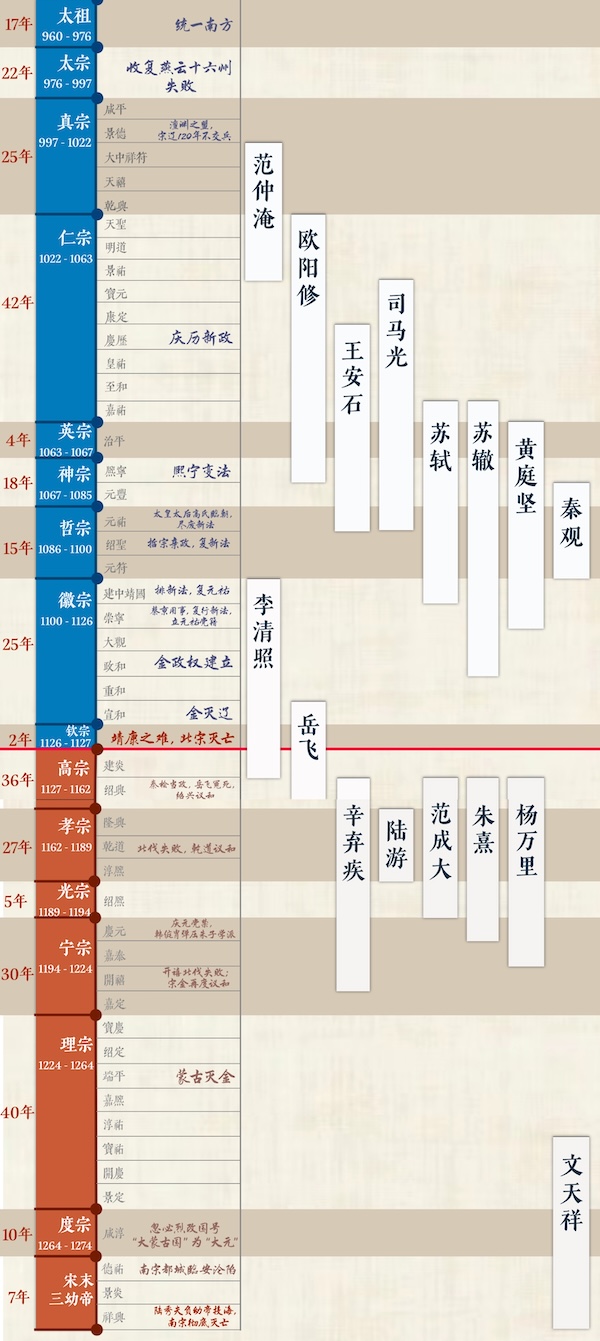 17年
太祖
960 - 976
统一南方
22年
太宗
976 - 997
收复燕云十六州
失败
25年
真宗
997 - 1022
咸平
景德
澶渊之盟,
宋辽120年不交兵
大中祥符
天禧
乾興
42年
仁宗
1022 - 1063
天聖
明道
景祐
寶元
康定
慶歷
庆历新政
皇祐
至和
嘉祐
4年
英宗
1063 - 1067
治平
18年
神宗
1067 - 1085
熙寧
熙宁变法
元豐
15年
哲宗
1086 - 1100
元祐
太皇太后高氏临朝,
尽废新法
绍聖
哲宗亲政, 复新法
元符
25年
徽宗
1100 - 1126
建中靖國
排新法, 复元祐
崇寧
蔡京用事, 复行新法,
立元祐党籍
大觀
政和
金政权建立
重和
宣和
金灭辽
2年
钦宗
1126 - 1127
靖康之难, 北宗灭亡
36年
高宗
1127 - 1162
建炎
绍興
秦桧当政, 岳飞冤死,
绍兴议和
27年
孝宗
1162 - 1189
隆興
乾道
北伐失败, 乾道议和
淳熙
5年
光宗
1189 - 1194
绍熙
30年
宁宗
1194 - 1224
慶元
庆元党禁,
韩侂胄弹压朱子学派
嘉泰
開禧
开禧北伐失败;
宗金再度议和
嘉定
40年
理宗
1224 - 1264
寶慶
绍定
端平
蒙古灭金
嘉熙
淳祐
寶祐
開慶
景定
10年
度宗
1264 - 1274
咸淳
忽必烈改国号
“大蒙古国”为“大元”
7年
宋末
三幼帝
德祐
南宗都城临安沦陷
景炎
祥興
陆秀夫负幼帝投海,
南宗彻底灭亡
范仲淹
欧阳修
王安石
司马光
苏轼
苏辙
黄庭坚
秦观
李清照
岳飞
辛弃疾
陆游
范成大
朱熹
杨万里
文天祥